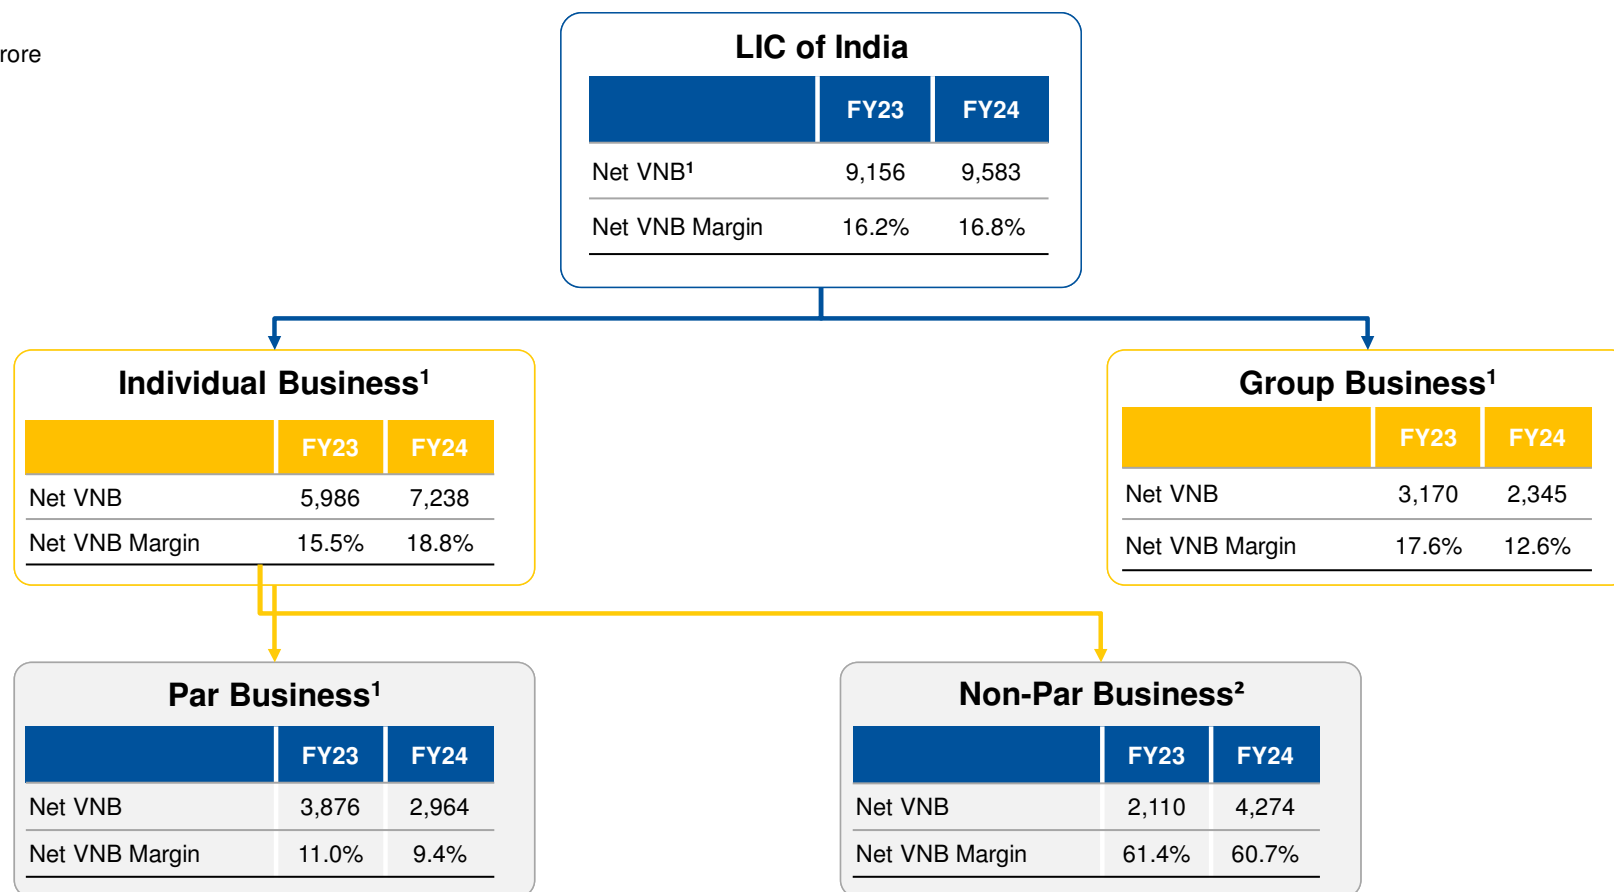 rore
LIC of India
FY23 FY24
Net VNB¹ 9,156 9,583
Net VNB Margin 16.2% 16.8%
Individual Business¹
FY23 FY24
Net VNB 5,986 7,238
Net VNB Margin 15.5% 18.8%
Group Business¹
FY23 FY24
Net VNB 3,170 2,345
Net VNB Margin 17.6% 12.6%
Par Business¹
FY23 FY24
Net VNB 3,876 2,964
Net VNB Margin 11.0% 9.4%
Non-Par Business²
FY23 FY24
Net VNB 2,110 4,274
Net VNB Margin 61.4% 60.7%